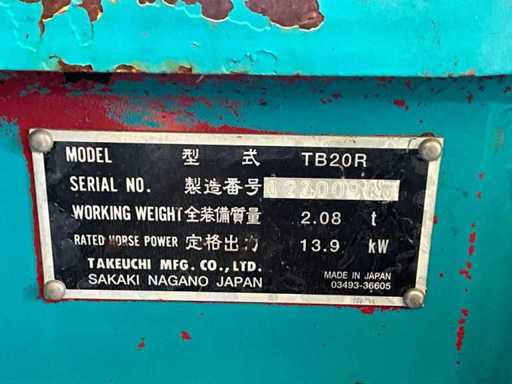 MODEL 型式 TB20R
SERIAL NO. 製造番号
WORKING WEIGHT 全装備質量 2.08 t
RATED HORSE POWER 定格出力 13.9 kW
TAKEUCHI MFG. CO., LTD.
SAKAKI NAGANO JAPAN
MADE IN JAPAN
03493-36605